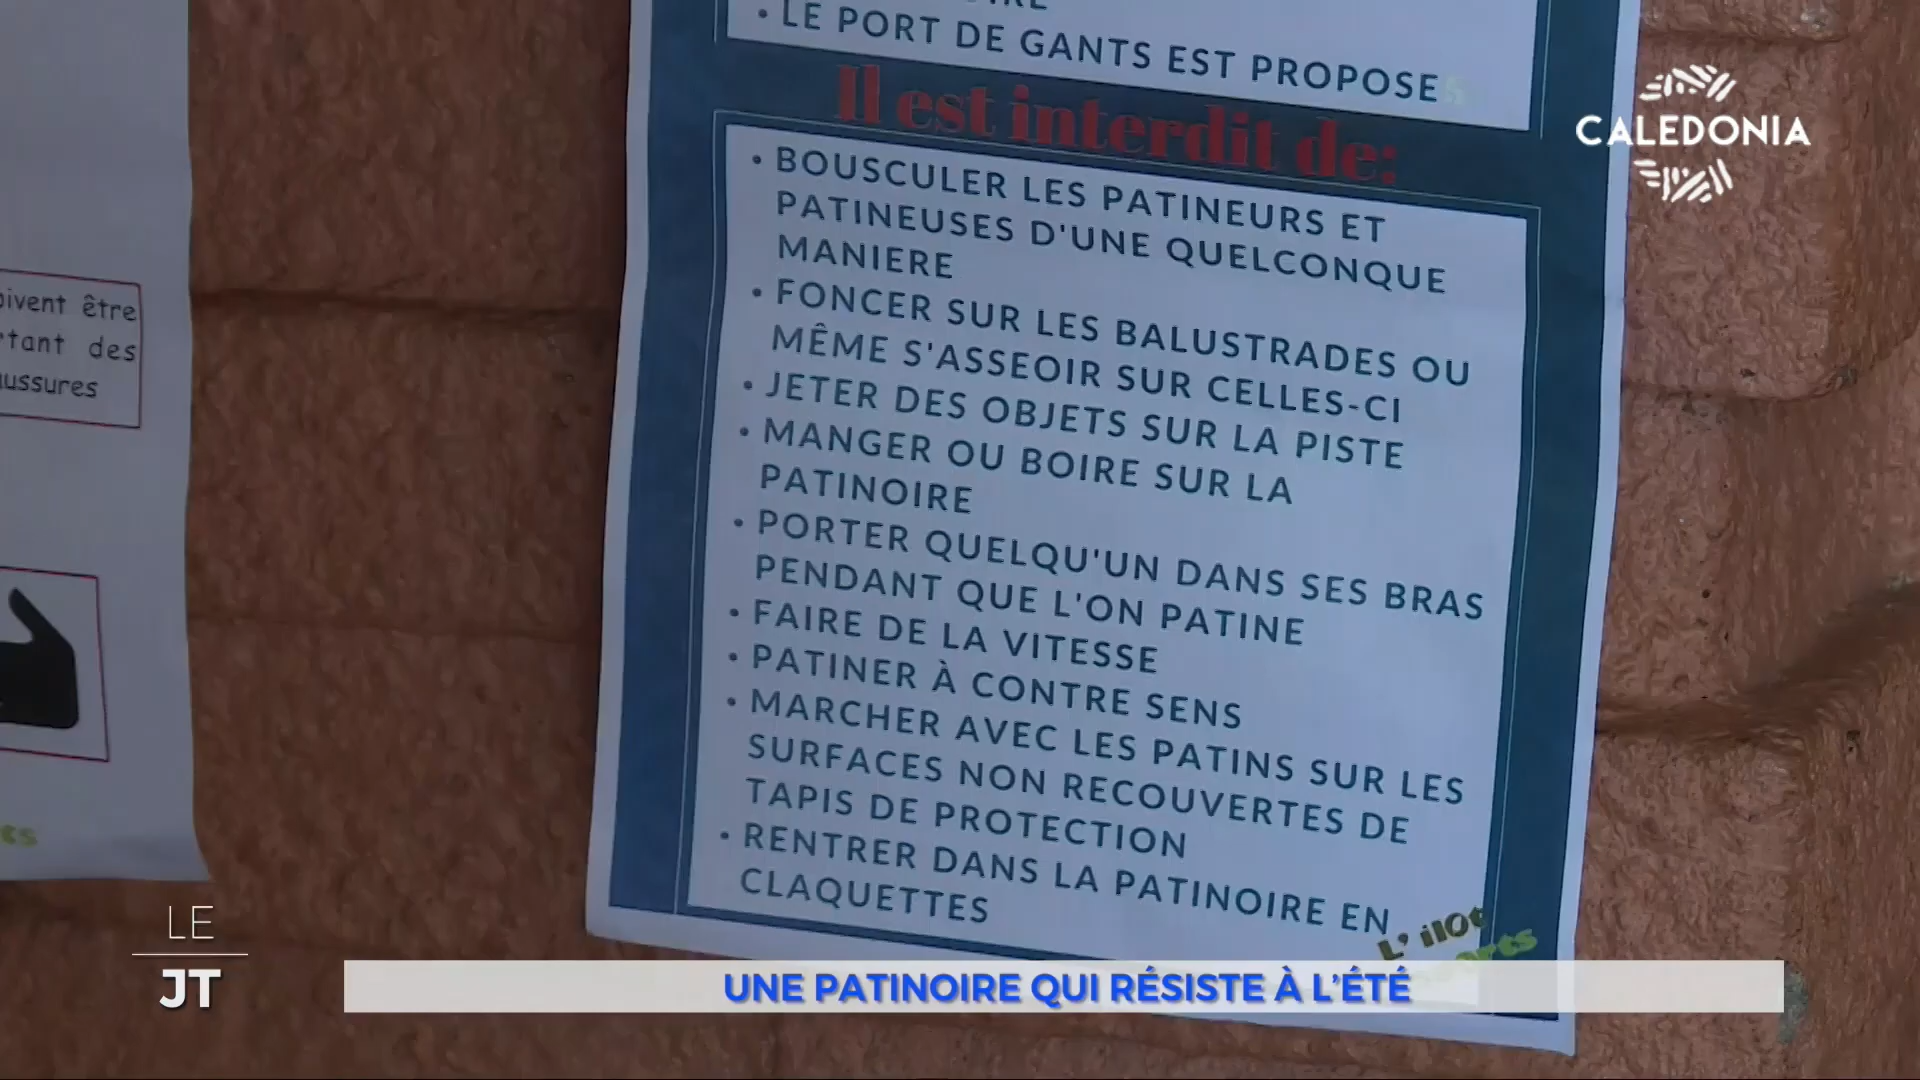 LE PORT DE GANTS EST PROPOSE
Il est interdit de:
• BOUSCULER LES PATINEURS ET
PATINEUSES D'UNE QUELCONQUE
MANIERE
• FONCER SUR LES BALUSTRADES OU
MÊME S'ASSEOIR SUR CELLES-CI
• JETER DES OBJETS SUR LA PISTE
• MANGER OU BOIRE SUR LA
PATINOIRE
• PORTER QUELQU'UN DANS SES BRAS
PENDANT QUE L'ON PATINE
• FAIRE DE LA VITESSE
• PATINER À CONTRE SENS
• MARCHER AVEC LES PATINS SUR LES
SURFACES NON RECOUVERTES DE
TAPIS DE PROTECTION
• RENTRER DANS LA PATINOIRE EN
CLAQUETTES
L'ilot
CALEDONIA
être
des
LE
JT
UNE PATINOIRE QUI RÉSISTE À L'ÉTÉ